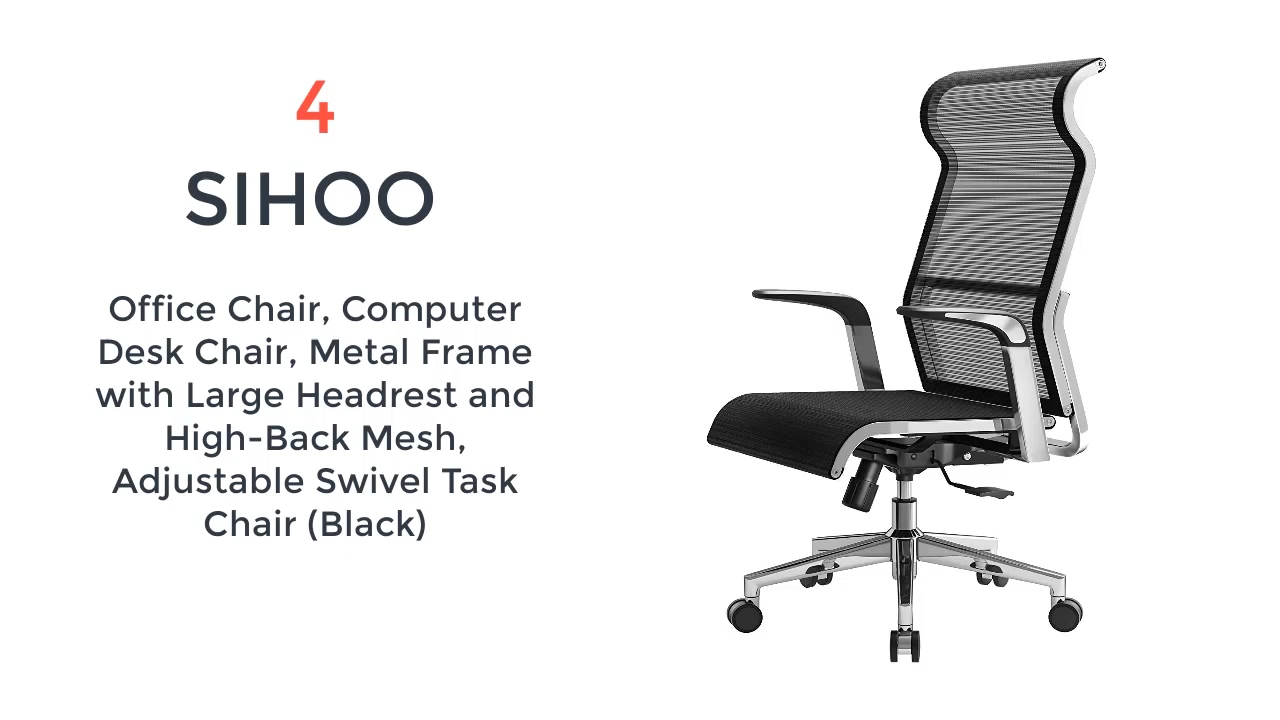 4
SIHOO
Office Chair, Computer
Desk Chair, Metal Frame
with Large Headrest and
High-Back Mesh,
Adjustable Swivel Task
Chair (Black)